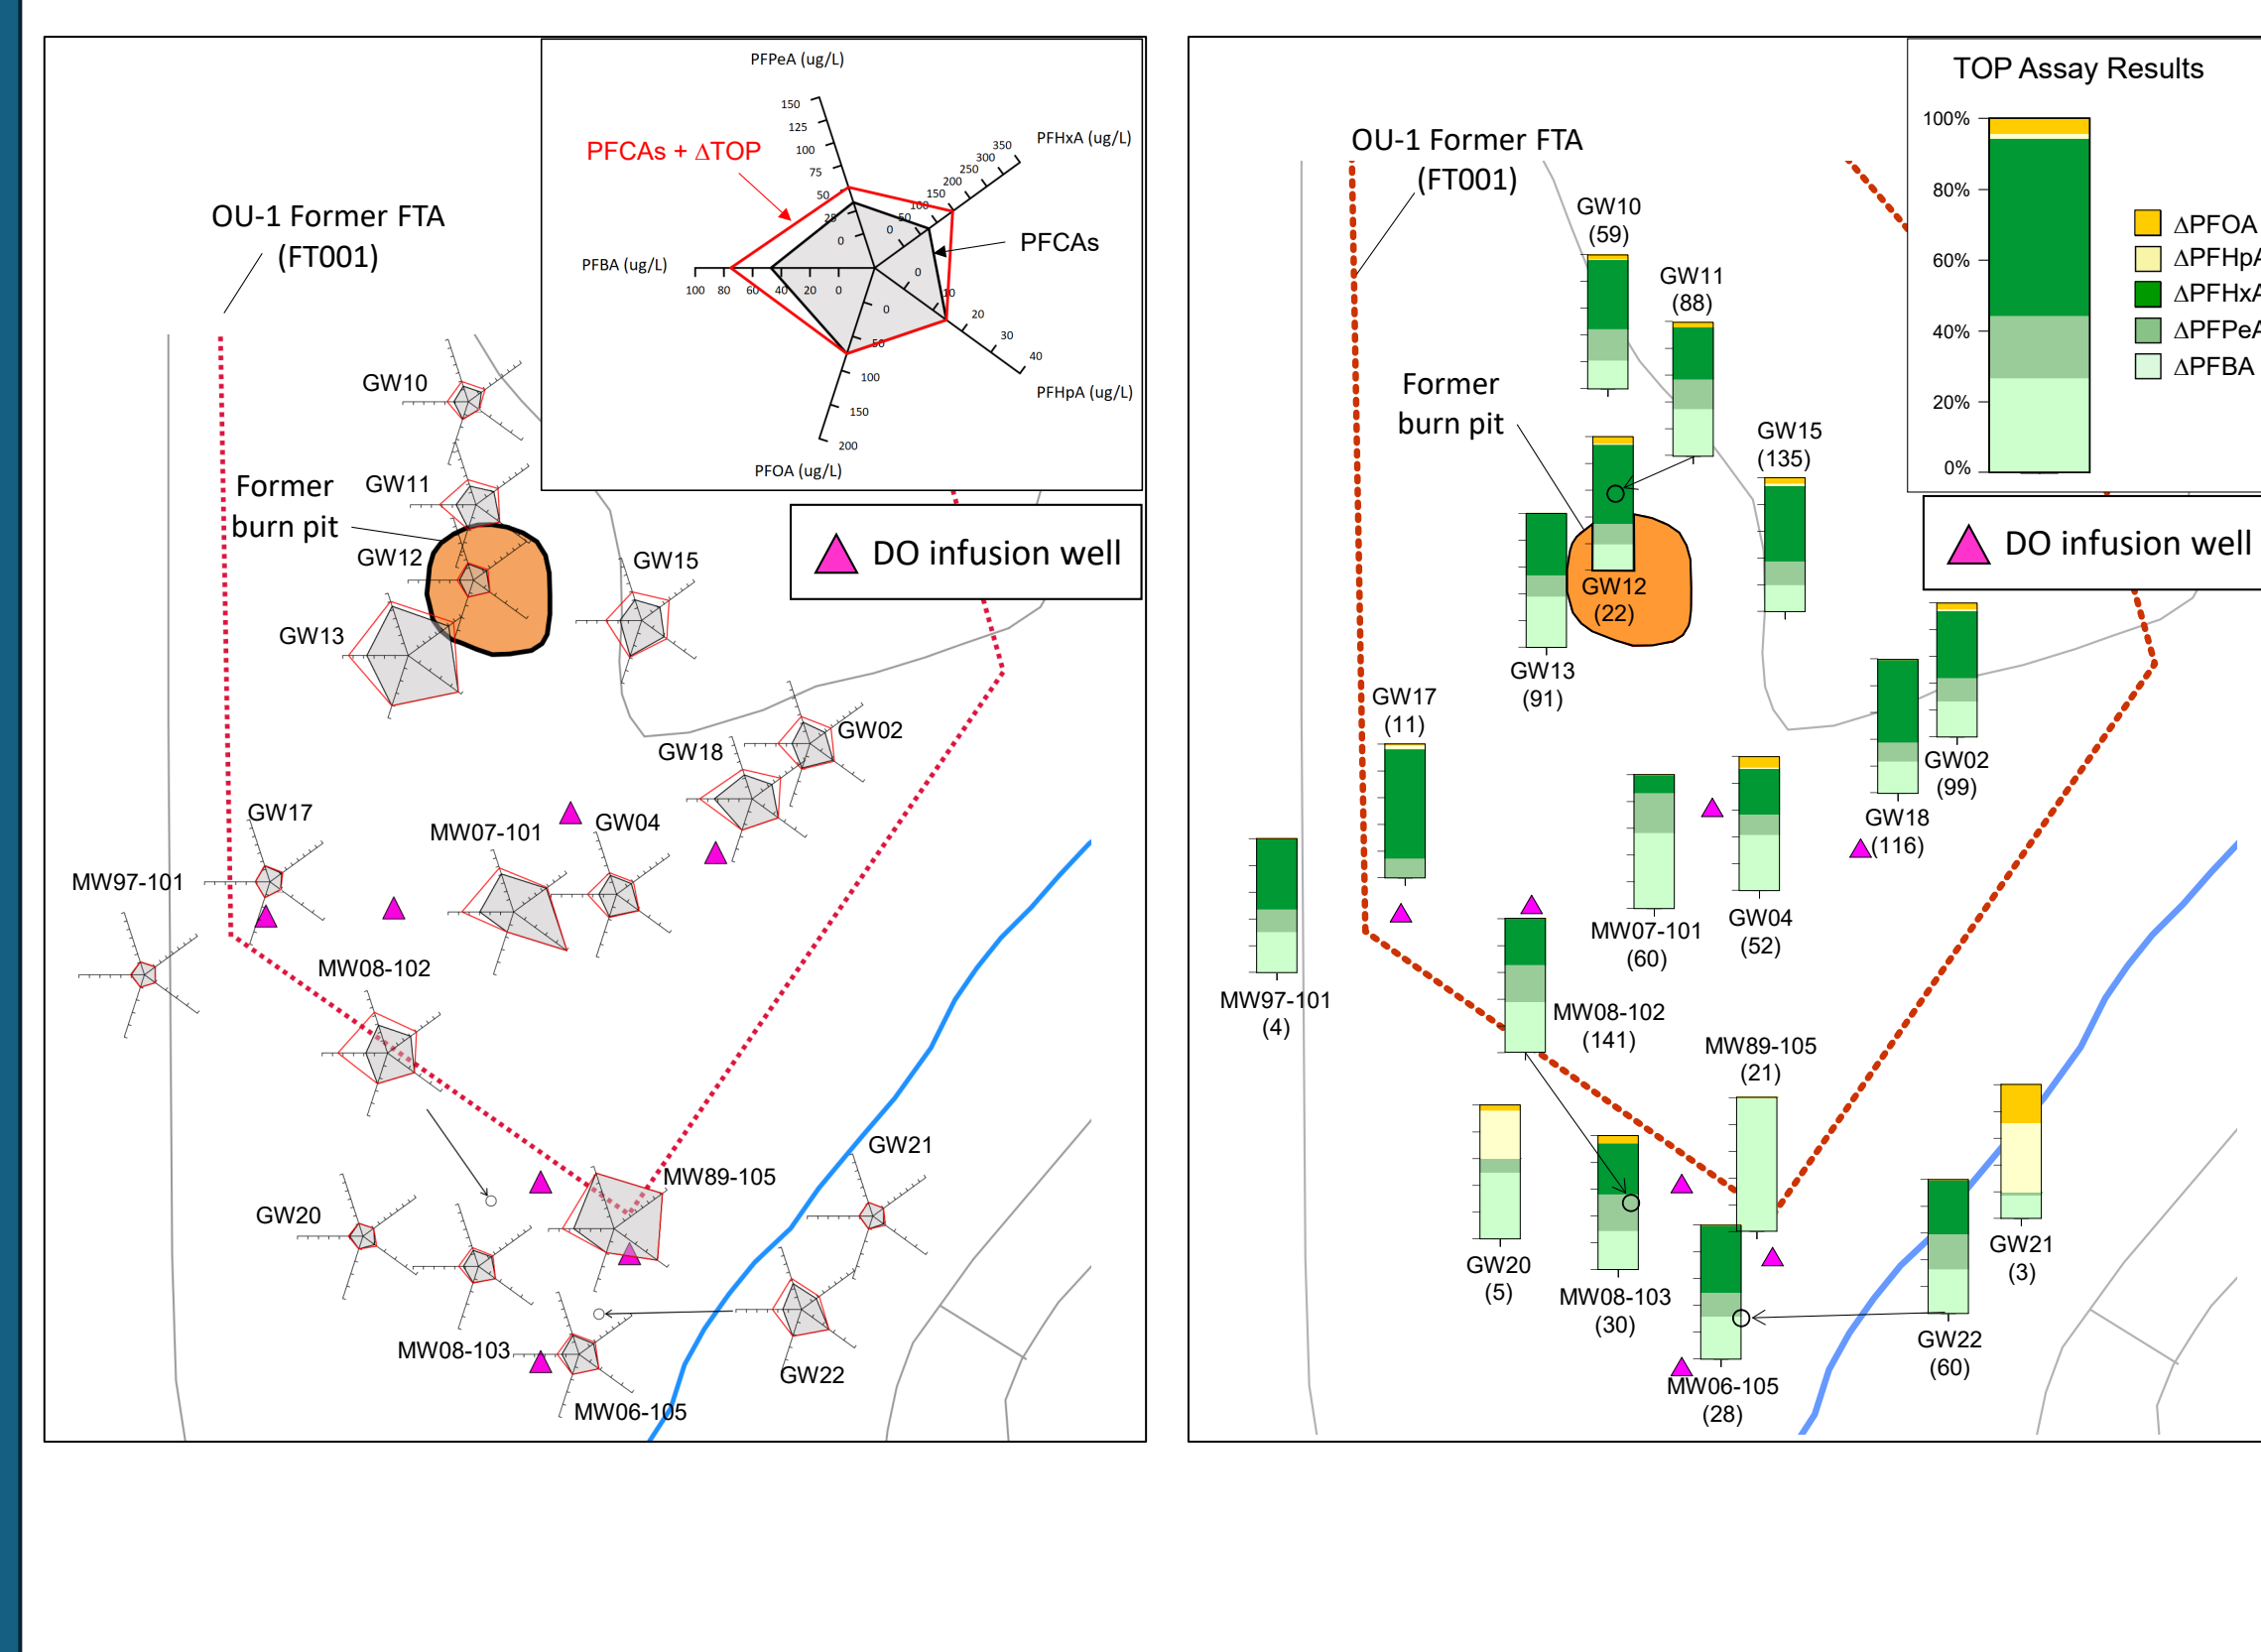 PFPeA (ug/L)
150
125
100
75
50
25
0
PFHxA (ug/L)
350
300
250
200
150
100
50
0
PFCAs + ΔTOP
PFCAs
PFBA (ug/L)
100 80 60 40 20 0
0
10
20
30
40
PFHpA (ug/L)
0
50
100
150
200
PFOA (ug/L)
OU-1 Former FTA
(FT001)
GW10
GW11
Former
burn pit
GW12
GW13
GW15
DO infusion well
GW02
GW18
GW17
MW07-101
GW04
MW97-101
MW08-102
GW21
MW89-105
GW20
MW08-103
GW22
MW06-105
TOP Assay Results
100%
80%
60%
40%
20%
0%
ΔPFOA
ΔPFHpA
ΔPFHxA
ΔPFPeA
ΔPFBA
DO infusion well
OU-1 Former FTA
(FT001)
GW10
(59)
GW11
(88)
Former
burn pit
GW15
(135)
GW12
(22)
GW13
(91)
GW17
(11)
GW02
(99)
GW18
(116)
MW07-101
(60)
GW04
(52)
MW97-101
(4)
MW08-102
(141)
MW89-105
(21)
GW20
(5)
MW08-103
(30)
GW21
(3)
GW22
(60)
MW06-105
(28)